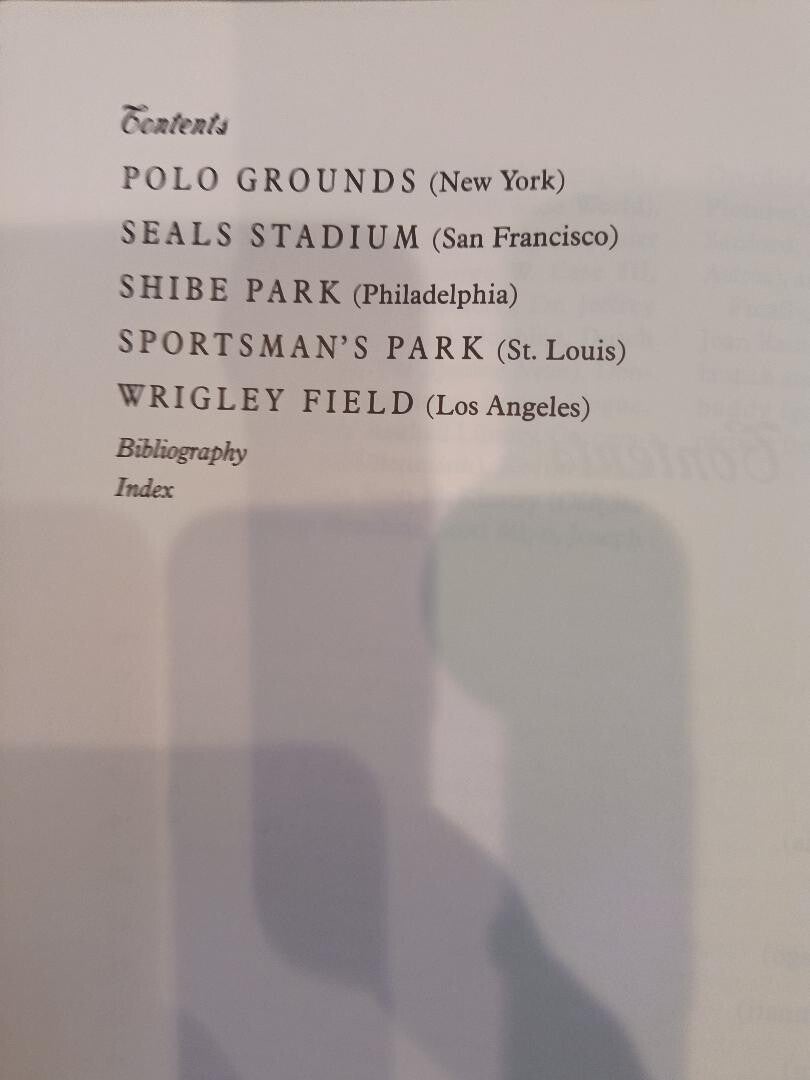 Contents
POLO GROUNDS (New York)
SEALS STADIUM (San Francisco)
SHIBE PARK (Philadelphia)
SPORTSMAN'S PARK (St. Louis)
WRIGLEY FIELD (Los Angeles)
Bibliography
Index